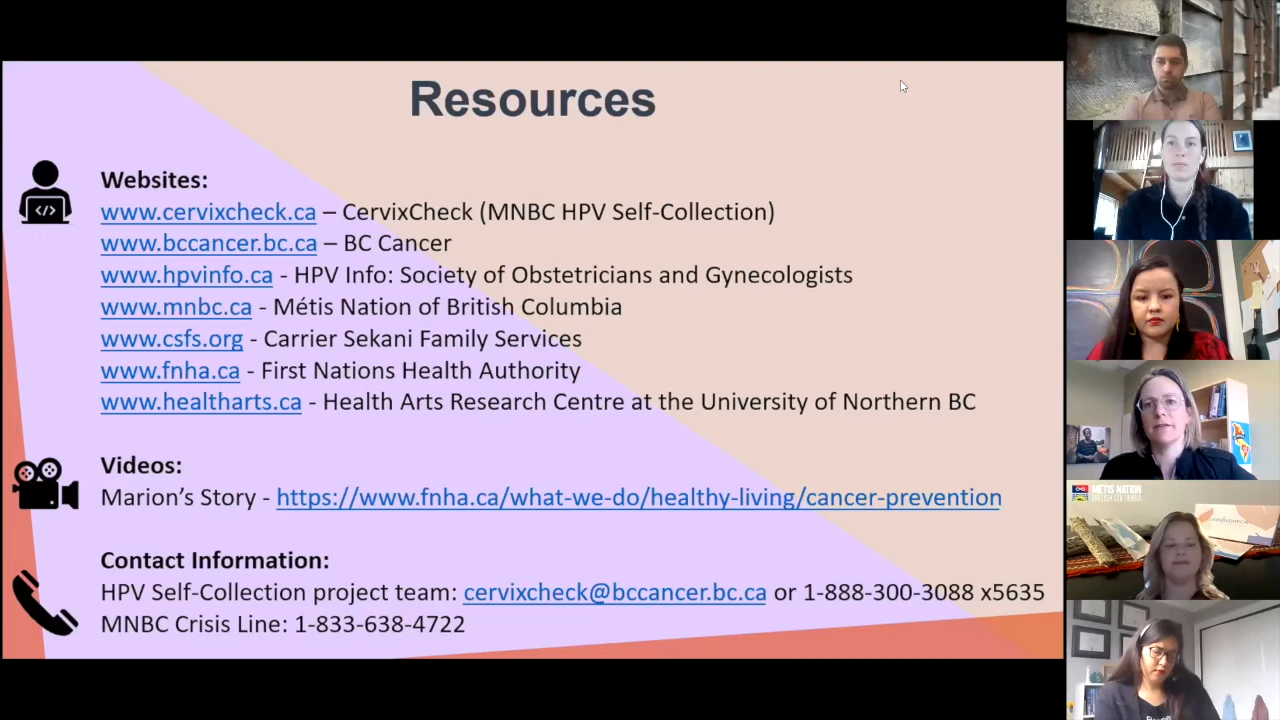 Resources
Websites:
www.cervixcheck.ca – CervixCheck (MNBC HPV Self-Collection)
www.bccancer.bc.ca – BC Cancer
www.hpvinfo.ca - HPV Info: Society of Obstetricians and Gynecologists
www.mnbc.ca - Métis Nation of British Columbia
www.csfs.org - Carrier Sekani Family Services
www.fnha.ca - First Nations Health Authority
www.healtharts.ca - Health Arts Research Centre at the University of Northern BC
Videos:
Marion’s Story - https://www.fnha.ca/what-we-do/healthy-living/cancer-prevention
Contact Information:
HPV Self-Collection project team: cervixcheck@bccancer.bc.ca or 1-888-300-3088 x5635
MNBC Crisis Line: 1-833-638-4722
MÉTIS NATION
BRITISH COLUMBIA